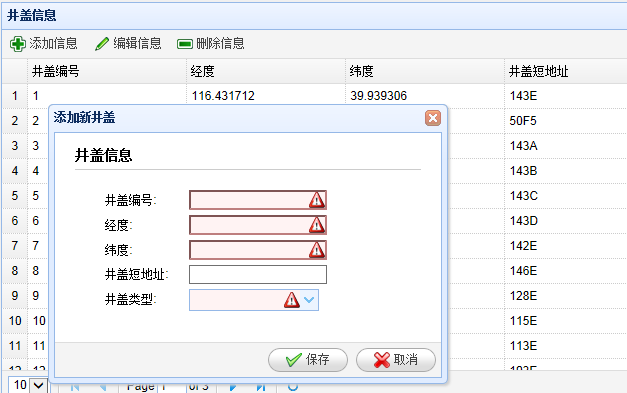 井盖信息
添加信息 编辑信息 删除信息
井盖编号 经度 纬度 井盖短地址
1 1 116.431712 39.939306 143E
2 2 50F5
3 3 143A
4 4 143B
5 5 143C
6 6 143D
7 7 142E
8 8 146E
9 9 128E
10 10 115E
11 11 113E
添加新井盖
井盖信息
井盖编号:
经度:
纬度:
井盖短地址:
井盖类型:
保存 取消
10 Page 1 of 3